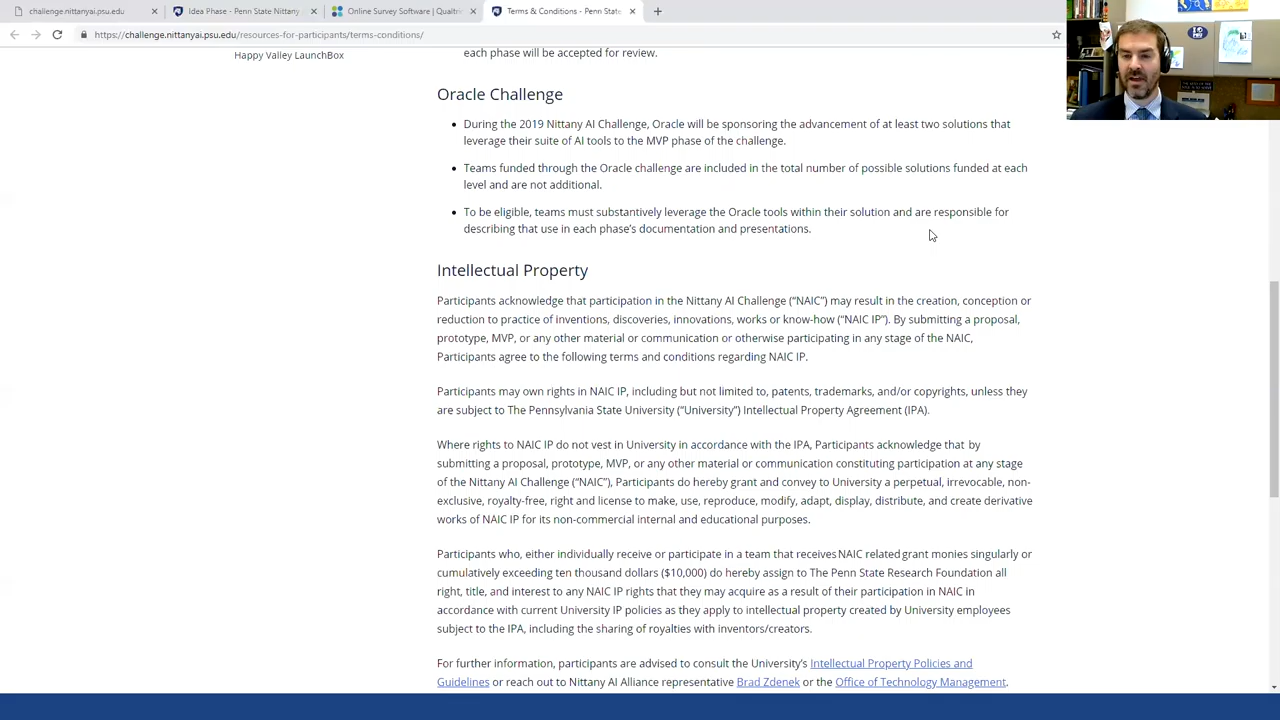 challenge.nittanyai.psu.edu
Idea Phase - Penn State Nittany
Online Survey Software | Qualtri
Terms & Conditions - Penn State
https://challenge.nittanyai.psu.edu/resources-for-participants/terms-conditions/
Happy Valley LaunchBox
each phase will be accepted for review.
Oracle Challenge
During the 2019 Nittany AI Challenge, Oracle will be sponsoring the advancement of at least two solutions that
leverage their suite of AI tools to the MVP phase of the challenge.
Teams funded through the Oracle challenge are included in the total number of possible solutions funded at each
level and are not additional.
To be eligible, teams must substantively leverage the Oracle tools within their solution and are responsible for
describing that use in each phase's documentation and presentations.
Intellectual Property
Participants acknowledge that participation in the Nittany AI Challenge (“NAIC”) may result in the creation, conception or
reduction to practice of inventions, discoveries, innovations, works or know-how (“NAIC IP”). By submitting a proposal,
prototype, MVP, or any other material or communication or otherwise participating in any stage of the NAIC,
Participants agree to the following terms and conditions regarding NAIC IP.
Participants may own rights in NAIC IP, including but not limited to, patents, trademarks, and/or copyrights, unless they
are subject to The Pennsylvania State University (“University”) Intellectual Property Agreement (IPA).
Where rights to NAIC IP do not vest in University in accordance with the IPA, Participants acknowledge that by
submitting a proposal, prototype, MVP, or any other material or communication constituting participation at any stage
of the Nittany AI Challenge (“NAIC”), Participants do hereby grant and convey to University a perpetual, irrevocable, non-
exclusive, royalty-free, right and license to make, use, reproduce, modify, adapt, display, distribute, and create derivative
works of NAIC IP for its non-commercial internal and educational purposes.
Participants who, either individually receive or participate in a team that receives NAIC related grant monies singularly or
cumulatively exceeding ten thousand dollars ($10,000) do hereby assign to The Penn State Research Foundation all
right, title, and interest to any NAIC IP rights that they may acquire as a result of their participation in NAIC in
accordance with current University IP policies as they apply to intellectual property created by University employees
subject to the IPA, including the sharing of royalties with inventors/creators.
For further information, participants are advised to consult the University's Intellectual Property Policies and
Guidelines or reach out to Nittany AI Alliance representative Brad Zdenek or the Office of Technology Management.